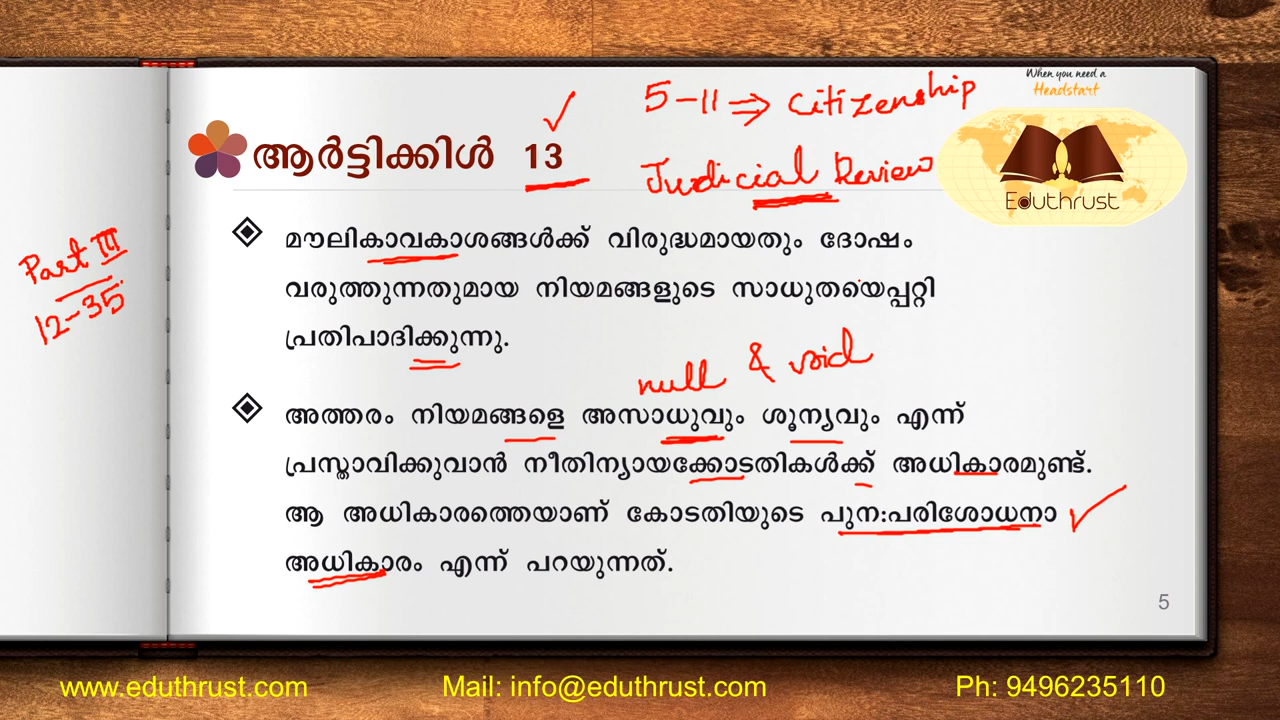 When you need a
Headstart
5-11 ⇒ Citizenship
ആർട്ടിക്കിൾ 13
Judicial Review
Eduthrust
Part III
12-35
മൗലികാവകാശങ്ങൾക്ക് വിരുദ്ധമായതും ദോഷം
വരുത്തുന്നതുമായ നിയമങ്ങളുടെ സാധുതയെപ്പറ്റി
പ്രതിപാദിക്കുന്നു.
null & void
അത്തരം നിയമങ്ങളെ അസാധുവും ശൂന്യവും എന്ന്
പ്രസ്താവിക്കുവാൻ നീതിന്യായക്കോടതികൾക്ക് അധികാരമുണ്ട്.
ആ അധികാരത്തെയാണ് കോടതിയുടെ പുന:പരിശോധനാ
അധികാരം എന്ന് പറയുന്നത്.
5
www.eduthrust.com Mail: info@eduthrust.com Ph: 9496235110